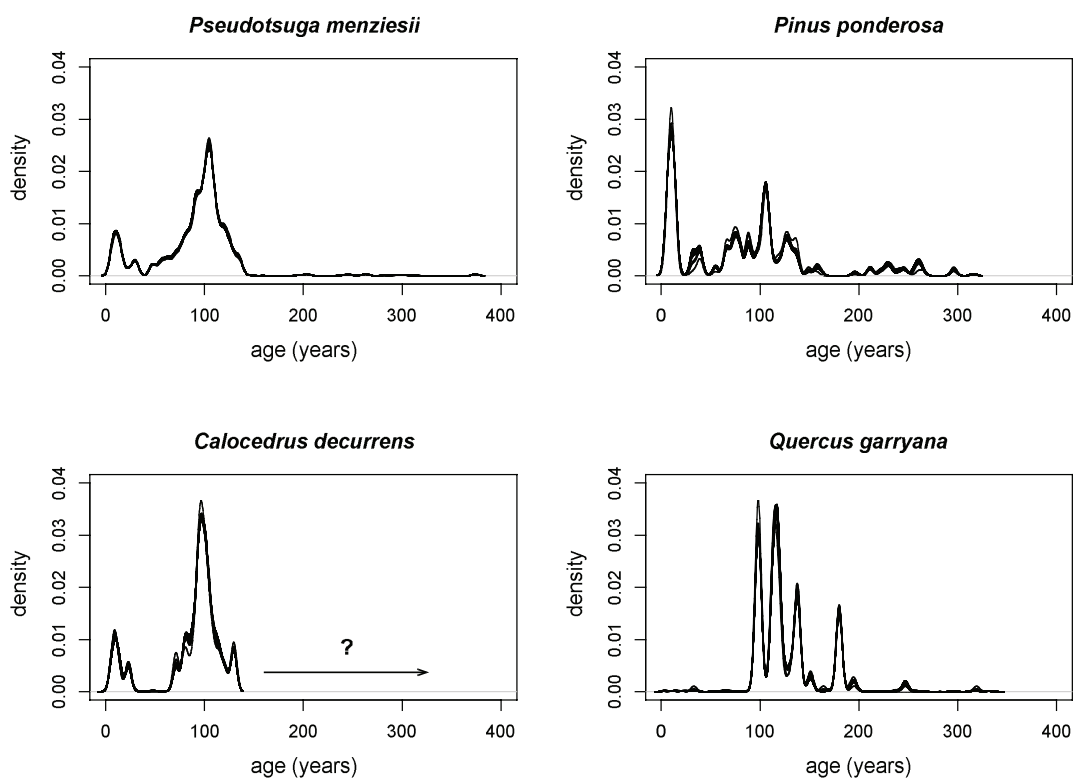 Pseudotsuga menziesii
density
0.00 0.01 0.02 0.03 0.04
0 100 200 300 400
age (years)
Pinus ponderosa
density
0.00 0.01 0.02 0.03 0.04
0 100 200 300 400
age (years)
Calocedrus decurrens
density
0.00 0.01 0.02 0.03 0.04
?
0 100 200 300 400
age (years)
Quercus garryana
density
0.00 0.01 0.02 0.03 0.04
0 100 200 300 400
age (years)